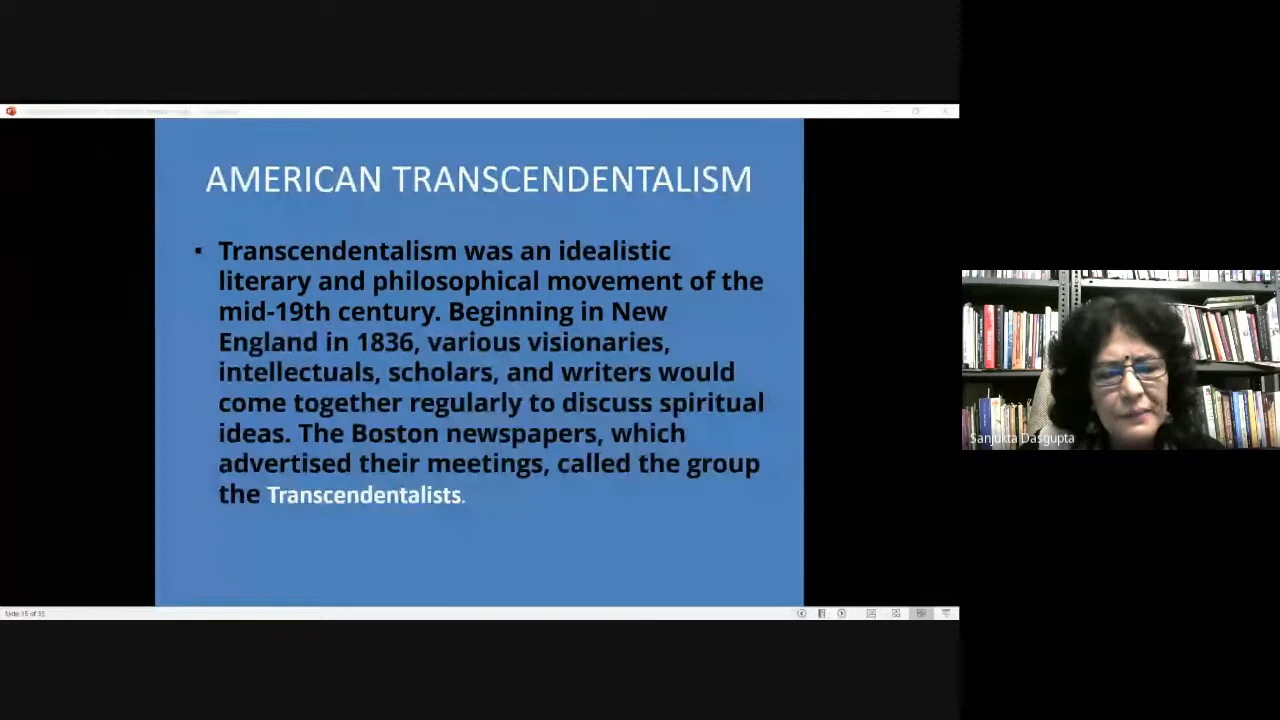 AMERICAN TRANSCENDENTALISM
▪ Transcendentalism was an idealistic
literary and philosophical movement of the
mid-19th century. Beginning in New
England in 1836, various visionaries,
intellectuals, scholars, and writers would
come together regularly to discuss spiritual
ideas. The Boston newspapers, which
advertised their meetings, called the group
the Transcendentalists.
Sanjukta Dasgupta